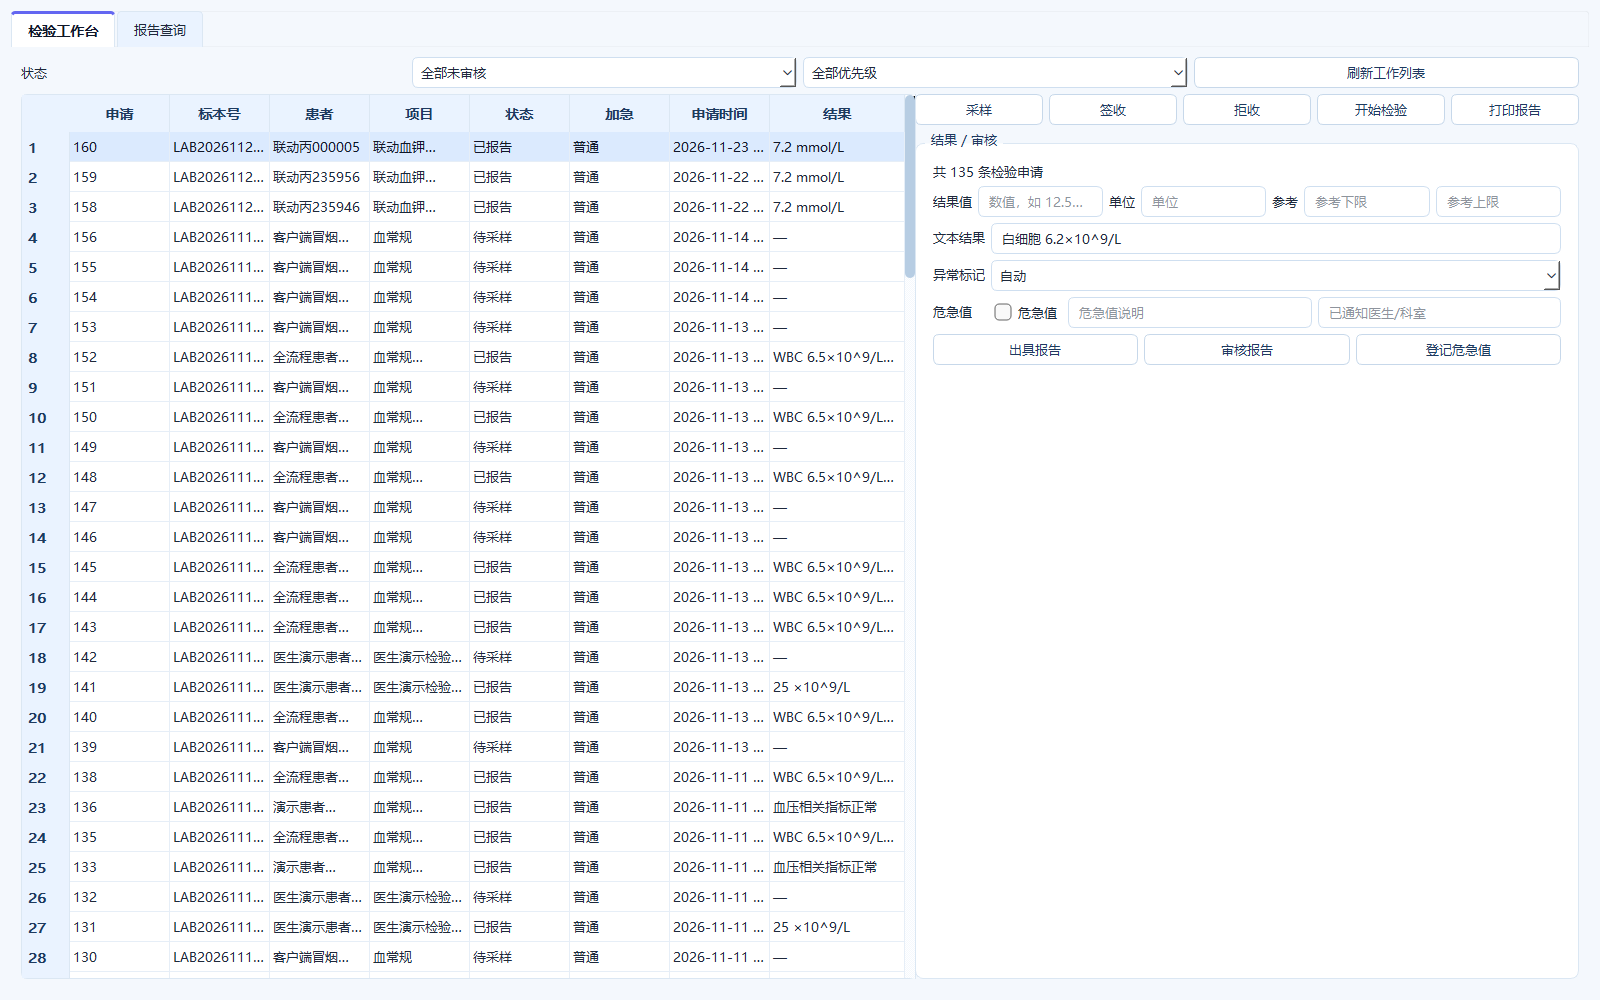 检验工作台 报告查询
状态 全部未审核 全部优先级 刷新工作列表
申请 标本号 患者 项目 状态 加急 申请时间 结果
1 160 LAB2026112... 联动丙000005 联动血钾... 已报告 普通 2026-11-23 ... 7.2 mmol/L
2 159 LAB2026112... 联动丙235956 联动血钾... 已报告 普通 2026-11-22 ... 7.2 mmol/L
3 158 LAB2026112... 联动丙235946 联动血钾... 已报告 普通 2026-11-22 ... 7.2 mmol/L
4 156 LAB2026111... 客户端冒烟... 血常规 待采样 普通 2026-11-14 ... —
5 155 LAB2026111... 客户端冒烟... 血常规 待采样 普通 2026-11-14 ... —
6 154 LAB2026111... 客户端冒烟... 血常规 待采样 普通 2026-11-14 ... —
7 153 LAB2026111... 客户端冒烟... 血常规 待采样 普通 2026-11-13 ... —
8 152 LAB2026111... 全流程患者... 血常规... 已报告 普通 2026-11-13 ... WBC 6.5×10^9/L...
9 151 LAB2026111... 客户端冒烟... 血常规 待采样 普通 2026-11-13 ... —
10 150 LAB2026111... 全流程患者... 血常规... 已报告 普通 2026-11-13 ... WBC 6.5×10^9/L...
11 149 LAB2026111... 客户端冒烟... 血常规 待采样 普通 2026-11-13 ... —
12 148 LAB2026111... 全流程患者... 血常规... 已报告 普通 2026-11-13 ... WBC 6.5×10^9/L...
13 147 LAB2026111... 客户端冒烟... 血常规 待采样 普通 2026-11-13 ... —
14 146 LAB2026111... 客户端冒烟... 血常规 待采样 普通 2026-11-13 ... —
15 145 LAB2026111... 全流程患者... 血常规... 已报告 普通 2026-11-13 ... WBC 6.5×10^9/L...
16 144 LAB2026111... 全流程患者... 血常规... 已报告 普通 2026-11-13 ... WBC 6.5×10^9/L...
17 143 LAB2026111... 全流程患者... 血常规... 已报告 普通 2026-11-13 ... WBC 6.5×10^9/L...
18 142 LAB2026111... 医生演示患者... 医生演示检验... 待采样 普通 2026-11-13 ... —
19 141 LAB2026111... 医生演示患者... 医生演示检验... 已报告 普通 2026-11-13 ... 25 ×10^9/L
20 140 LAB2026111... 全流程患者... 血常规... 已报告 普通 2026-11-13 ... WBC 6.5×10^9/L...
21 139 LAB2026111... 客户端冒烟... 血常规 待采样 普通 2026-11-13 ... —
22 138 LAB2026111... 全流程患者... 血常规... 已报告 普通 2026-11-11 ... WBC 6.5×10^9/L...
23 136 LAB2026111... 演示患者... 血常规... 已报告 普通 2026-11-11 ... 血压相关指标正常
24 135 LAB2026111... 全流程患者... 血常规... 已报告 普通 2026-11-11 ... WBC 6.5×10^9/L...
25 133 LAB2026111... 演示患者... 血常规... 已报告 普通 2026-11-11 ... 血压相关指标正常
26 132 LAB2026111... 医生演示患者... 医生演示检验... 待采样 普通 2026-11-11 ... —
27 131 LAB2026111... 医生演示患者... 医生演示检验... 已报告 普通 2026-11-11 ... 25 ×10^9/L
28 130 LAB2026111... 客户端冒烟... 血常规 待采样 普通 2026-11-11 ... —
采样 签收 拒收 开始检验 打印报告
结果 / 审核
共 135 条检验申请
结果值 数值，如 12.5... 单位 单位 参考 参考下限 参考上限
文本结果 白细胞 6.2×10^9/L
异常标记 自动
危急值 危急值 危急值说明 已通知医生/科室
出具报告 审核报告 登记危急值